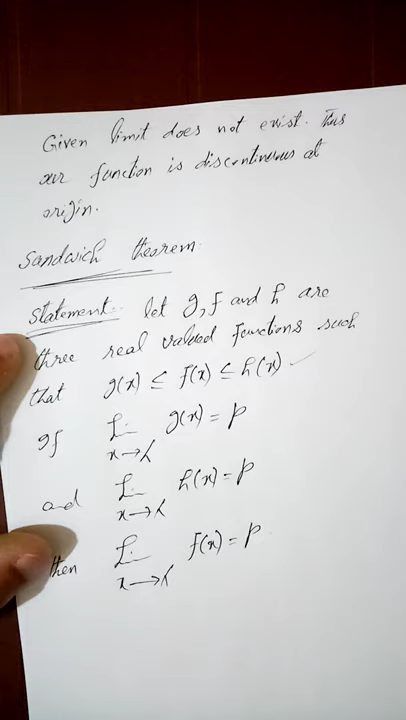 Given limit does not exist. Thus
our function is discontinuous at
origin.
Sandwich theorem.
Statement:. let g, f and h are
three real valued functions such
that g(x) ≤ f(x) ≤ h(x)
If Lim x→λ g(x) = p
and Lim x→λ h(x) = p
then Lim x→λ f(x) = p.